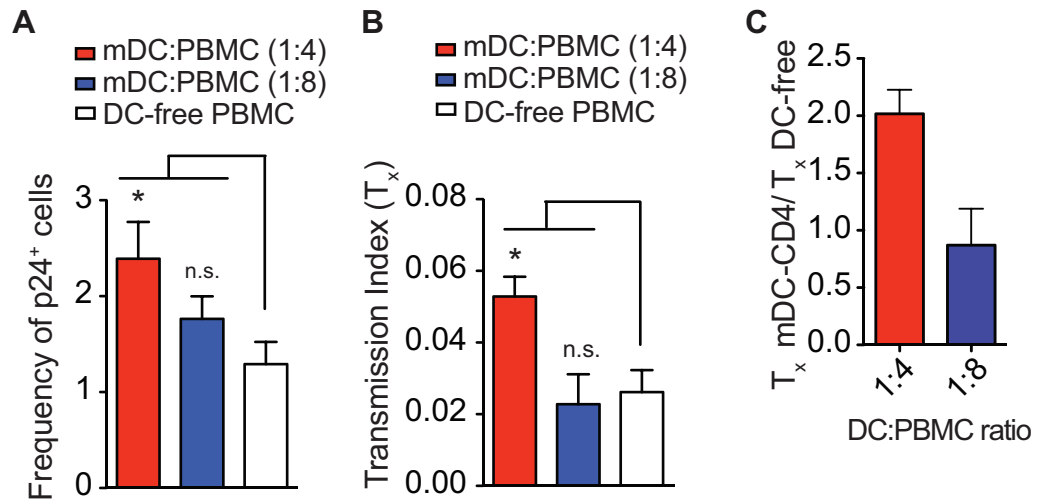 A
mDC:PBMC (1:4)
mDC:PBMC (1:8)
DC-free PBMC
Frequency of p24⁺ cells
3
2
1
0
*
n.s.
B
mDC:PBMC (1:4)
mDC:PBMC (1:8)
DC-free PBMC
Transmission Index (Tₓ)
0.08
0.06
0.04
0.02
0.00
*
n.s.
C
Tₓ mDC-CD4/ Tₓ DC-free
2.5
2.0
1.5
1.0
0.5
0.0
1:4
1:8
DC:PBMC ratio